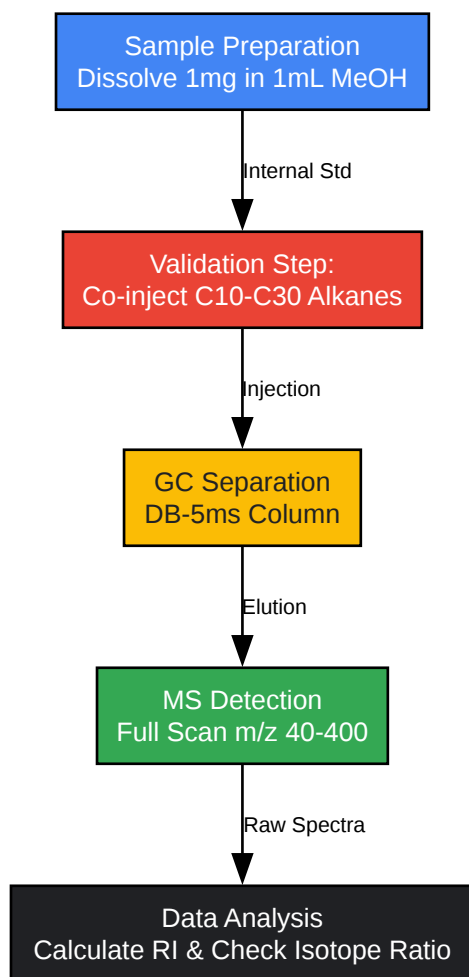 Sample Preparation
Dissolve 1mg in 1mL MeOH
Internal Std
Validation Step:
Co-inject C10-C30 Alkanes
Injection
GC Separation
DB-5ms Column
Elution
MS Detection
Full Scan m/z 40-400
Raw Spectra
Data Analysis
Calculate RI & Check Isotope Ratio